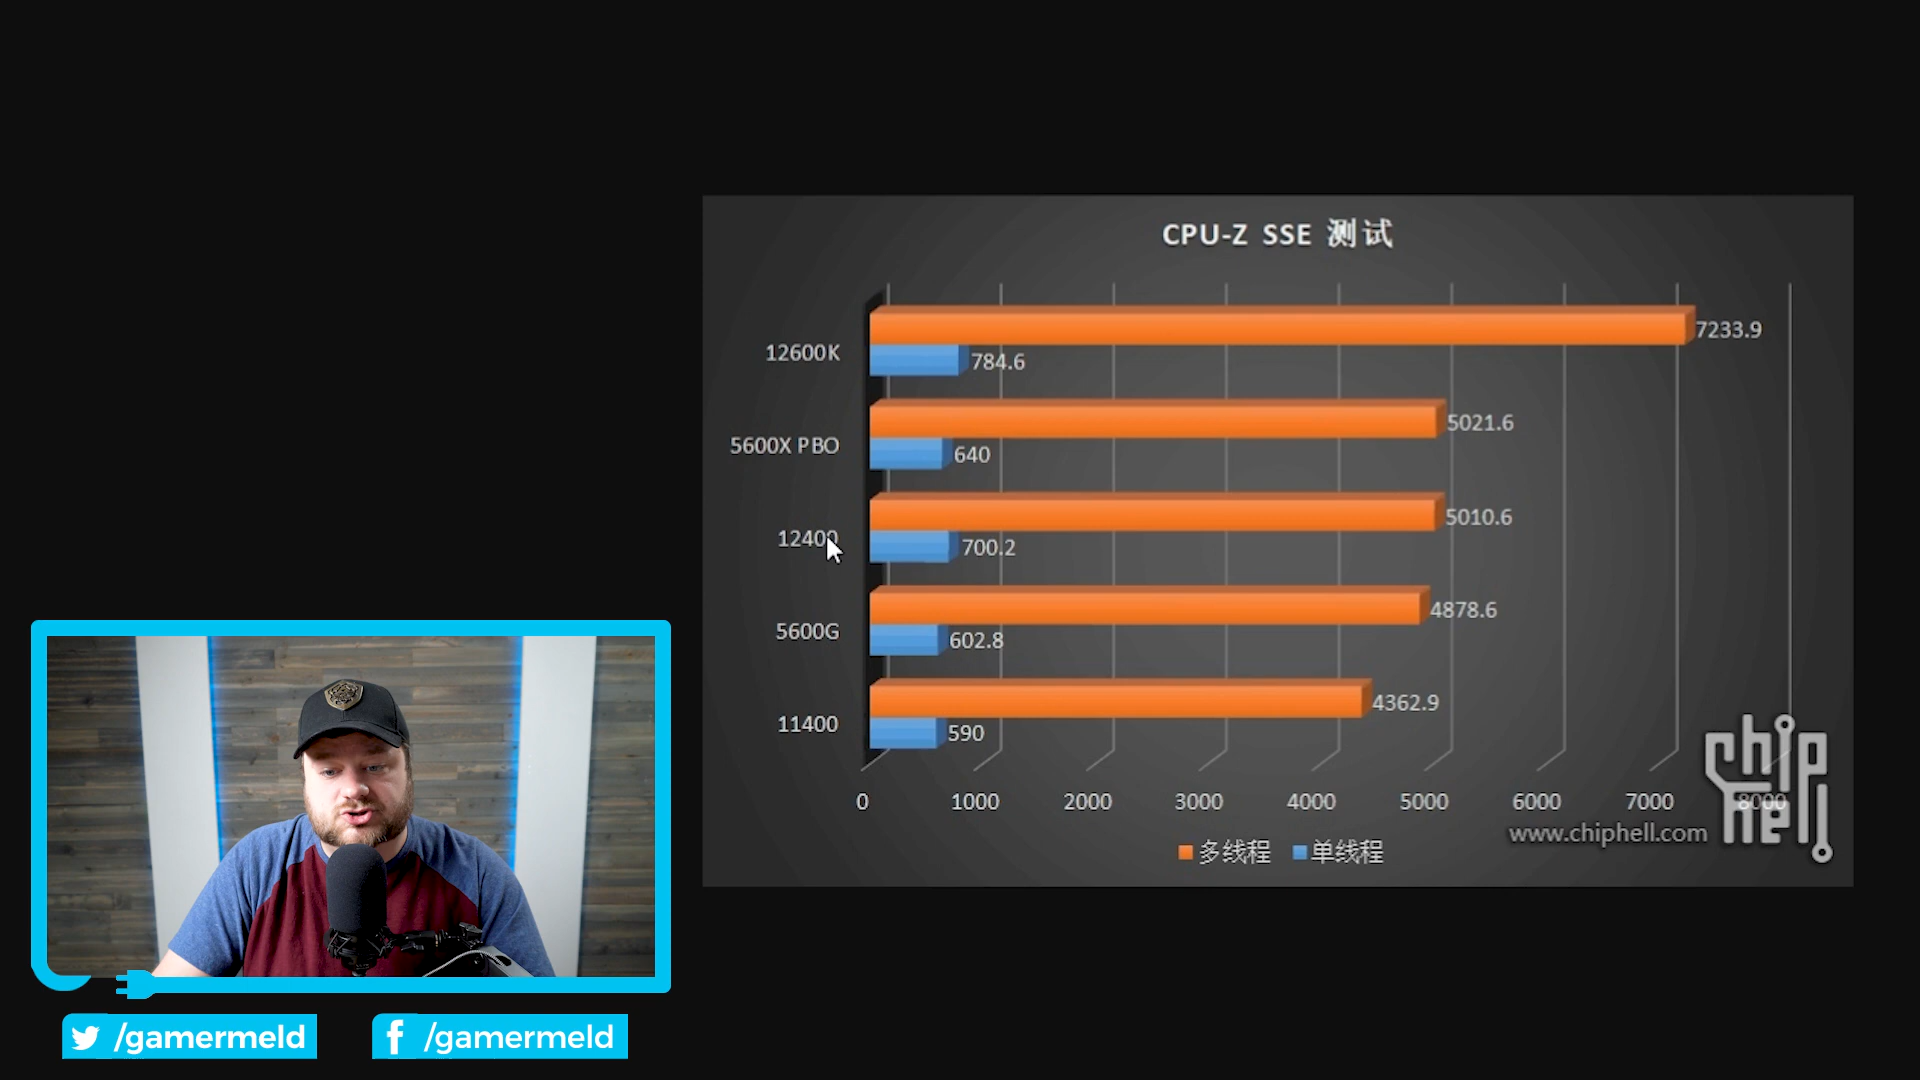 CPU-Z SSE 测试
12600K
7233.9
784.6
5600X PBO
5021.6
640
12400
5010.6
700.2
5600G
4878.6
602.8
11400
4362.9
590
0 1000 2000 3000 4000 5000 6000 7000 8000
多线程 单线程
www.chiphell.com
chip
hell
/gamermeld
/gamermeld